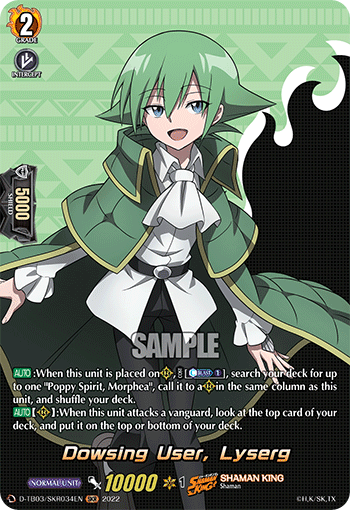 2
GRADE
INTERCEPT
5000
SHIELD
SAMPLE
AUTO:When this unit is placed on R, COST [C BLAST 1], search your deck for up
to one "Poppy Spirit, Morphea", call it to a R in the same column as this
unit, and shuffle your deck.
AUTO [R]:When this unit attacks a vanguard, look at the top card of your
deck, and put it on the top or bottom of your deck.
Dowsing User, Lyserg
NORMAL UNIT 10000 1 SHAMAN KING SHAMAN KING
Shaman
D-TB03/SKR034EN SKR 2022 ©H.K/SK.TX